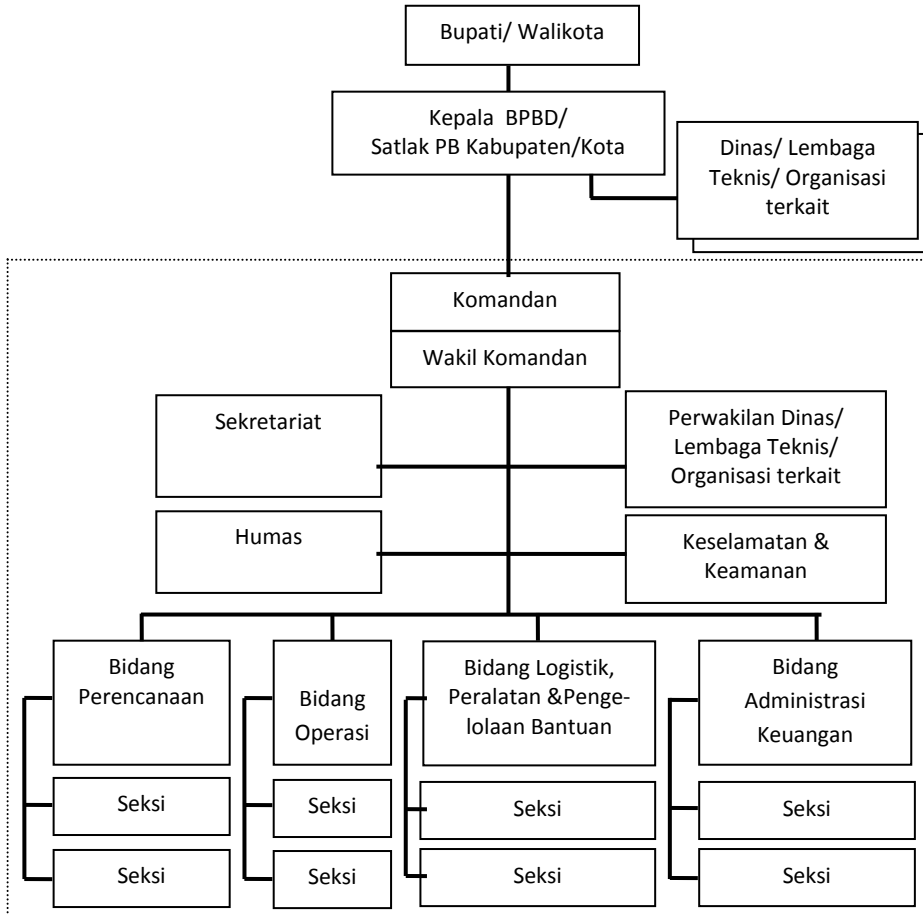 Bupati/ Walikota
Kepala BPBD/
Satlak PB Kabupaten/Kota
Dinas/ Lembaga
Teknis/ Organisasi
terkait
Komandan
Wakil Komandan
Sekretariat
Perwakilan Dinas/
Lembaga Teknis/
Organisasi terkait
Humas
Keselamatan &
Keamanan
Bidang
Perencanaan
Bidang
Operasi
Bidang Logistik,
Peralatan &Penge-
lolaan Bantuan
Bidang
Administrasi
Keuangan
Seksi
Seksi
Seksi
Seksi
Seksi
Seksi
Seksi
Seksi